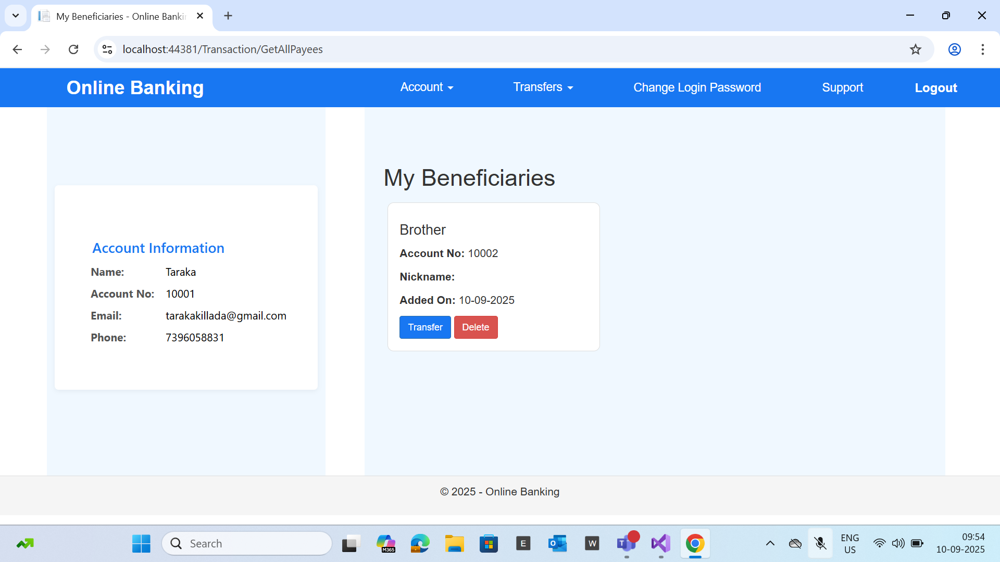 My Beneficiaries - Online Banki
localhost:44381/Transaction/GetAllPayees
Online Banking
Account
Transfers
Change Login Password
Support
Logout
Account Information
Name: Taraka
Account No: 10001
Email: tarakakillada@gmail.com
Phone: 7396058831
My Beneficiaries
Brother
Account No: 10002
Nickname:
Added On: 10-09-2025
Transfer Delete
© 2025 - Online Banking
Search
M365
E
O
W
T
ENG
US
09:54
10-09-2025